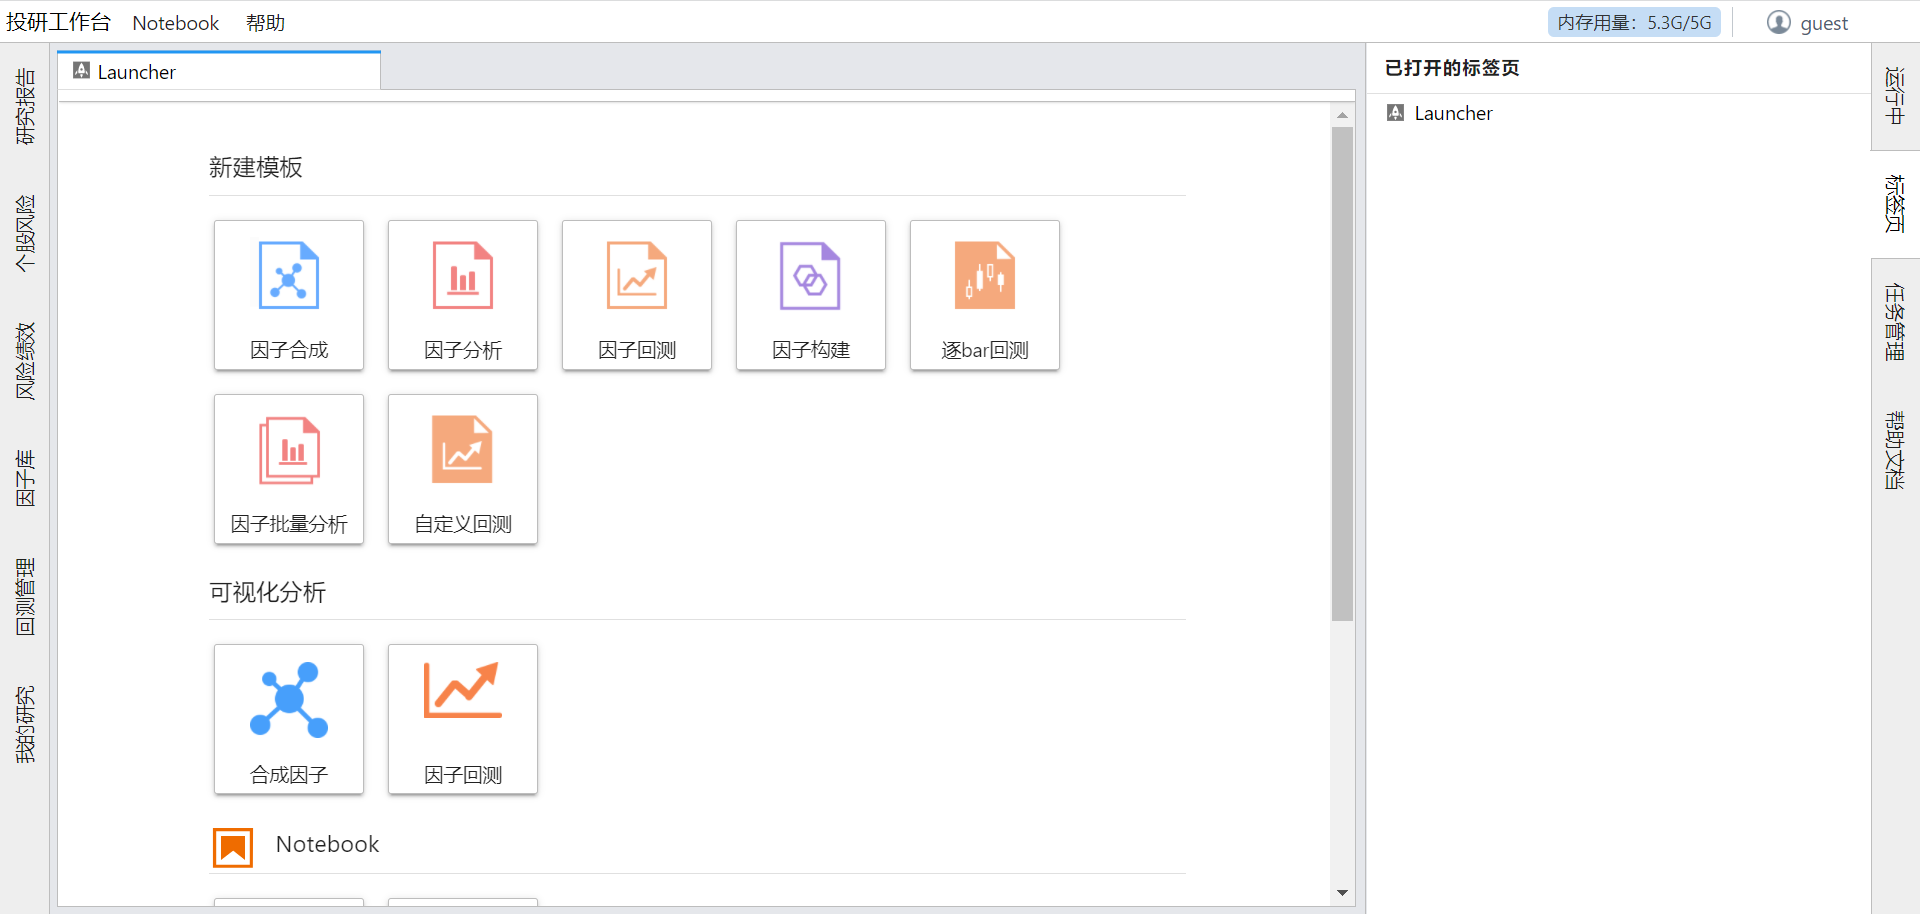 投研工作台 Notebook 帮助
内存用量：5.3G/5G
guest
研究报告
个股风险
风险绩效
因子库
回测管理
我的研究
Launcher
新建模板
因子合成
因子分析
因子回测
因子构建
逐bar回测
因子批量分析
自定义回测
可视化分析
合成因子
因子回测
Notebook
已打开的标签页
Launcher
运行中
标签页
任务管理
帮助文档